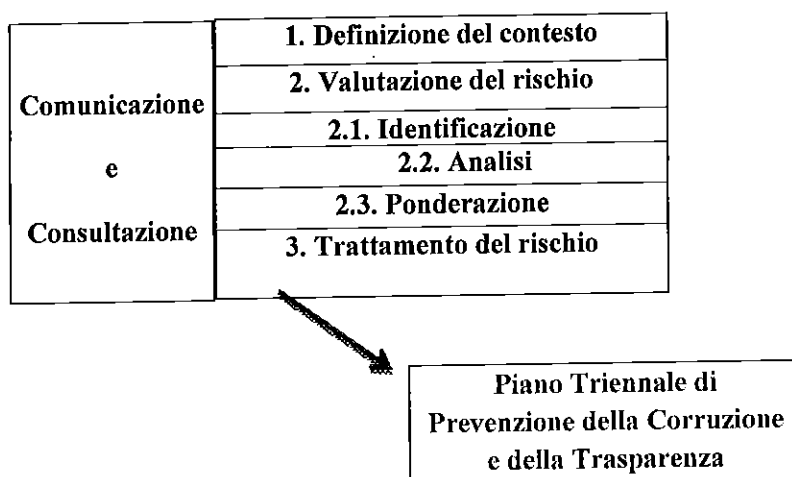 Comunicazione
e
Consultazione
1. Definizione del contesto
2. Valutazione del rischio
2.1. Identificazione
2.2. Analisi
2.3. Ponderazione
3. Trattamento del rischio
Piano Triennale di
Prevenzione della Corruzione
e della Trasparenza